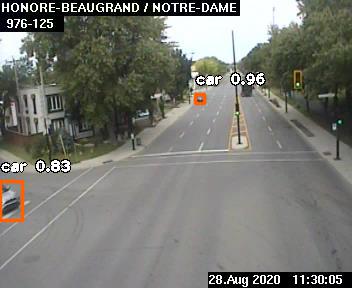 HONORE-BEAUGRAND / NOTRE-DAME
976-125
car 0.96
car 0.83
28.Aug 2020 11:30:05